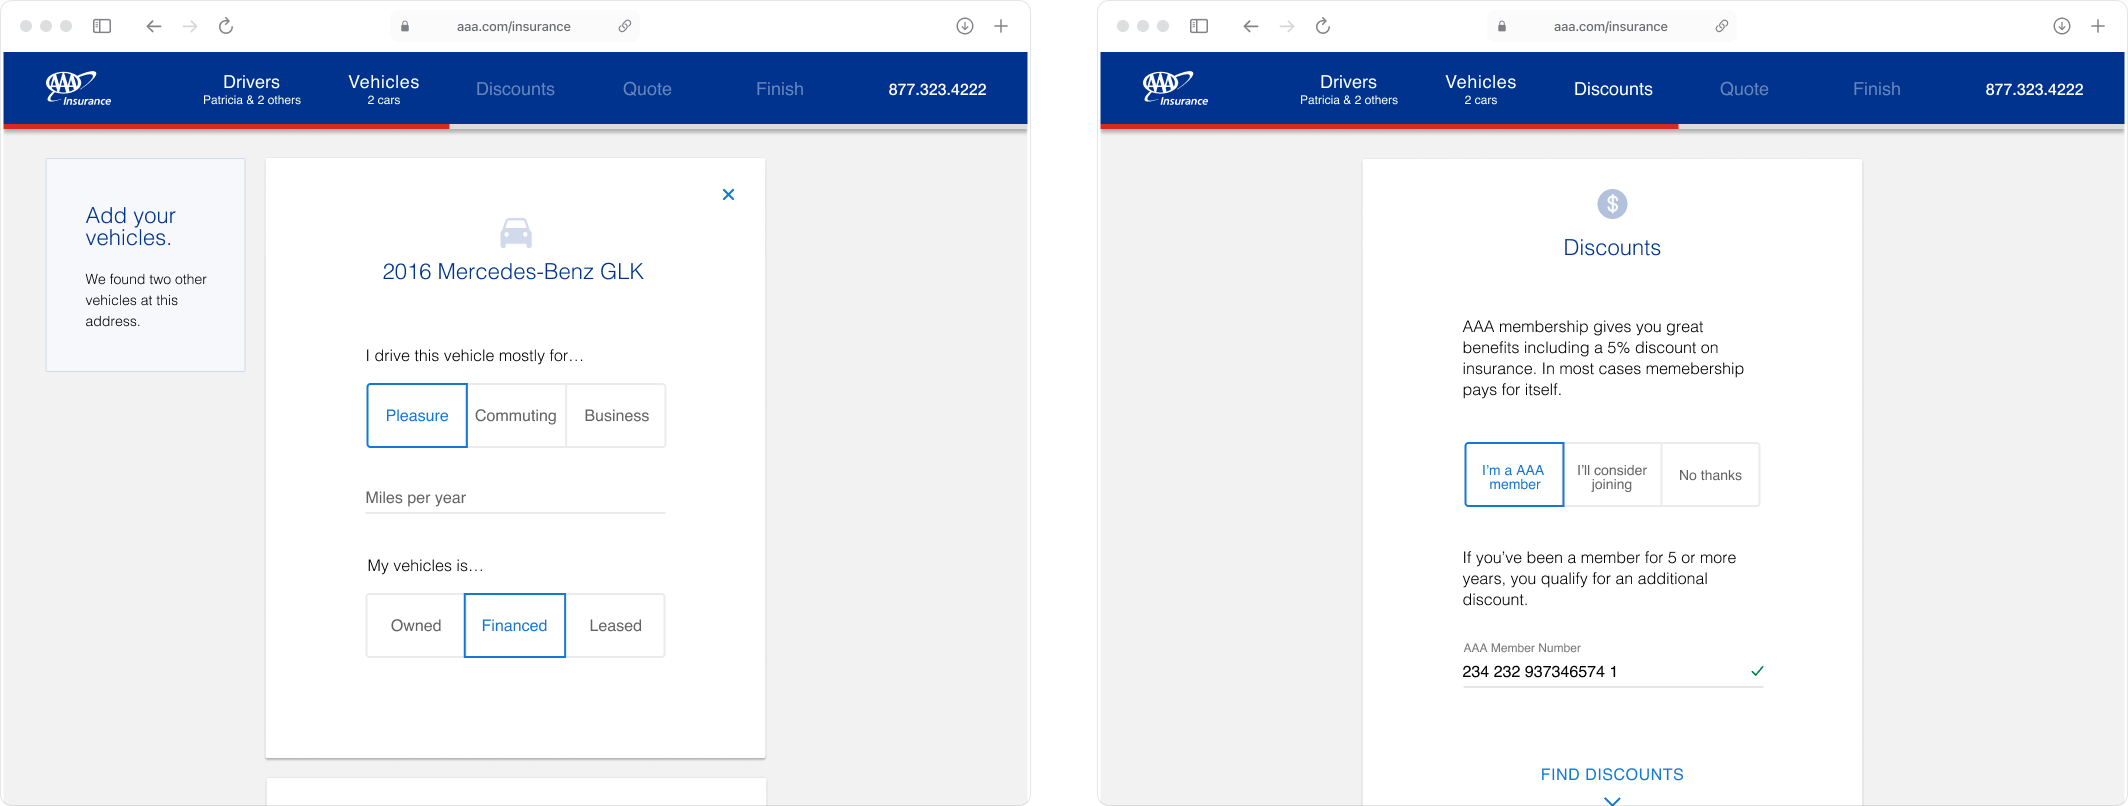 aaa.com/insurance
AAA Insurance
Drivers
Patricia & 2 others
Vehicles
2 cars
Discounts
Quote
Finish
877.323.4222
Add your
vehicles.
We found two other
vehicles at this
address.
2016 Mercedes-Benz GLK
I drive this vehicle mostly for…
Pleasure
Commuting
Business
Miles per year
My vehicles is…
Owned
Financed
Leased
aaa.com/insurance
AAA Insurance
Drivers
Patricia & 2 others
Vehicles
2 cars
Discounts
Quote
Finish
877.323.4222
$
Discounts
AAA membership gives you great
benefits including a 5% discount on
insurance. In most cases memebership
pays for itself.
I'm a AAA
member
I'll consider
joining
No thanks
If you've been a member for 5 or more
years, you qualify for an additional
discount.
AAA Member Number
234 232 937346574 1
FIND DISCOUNTS